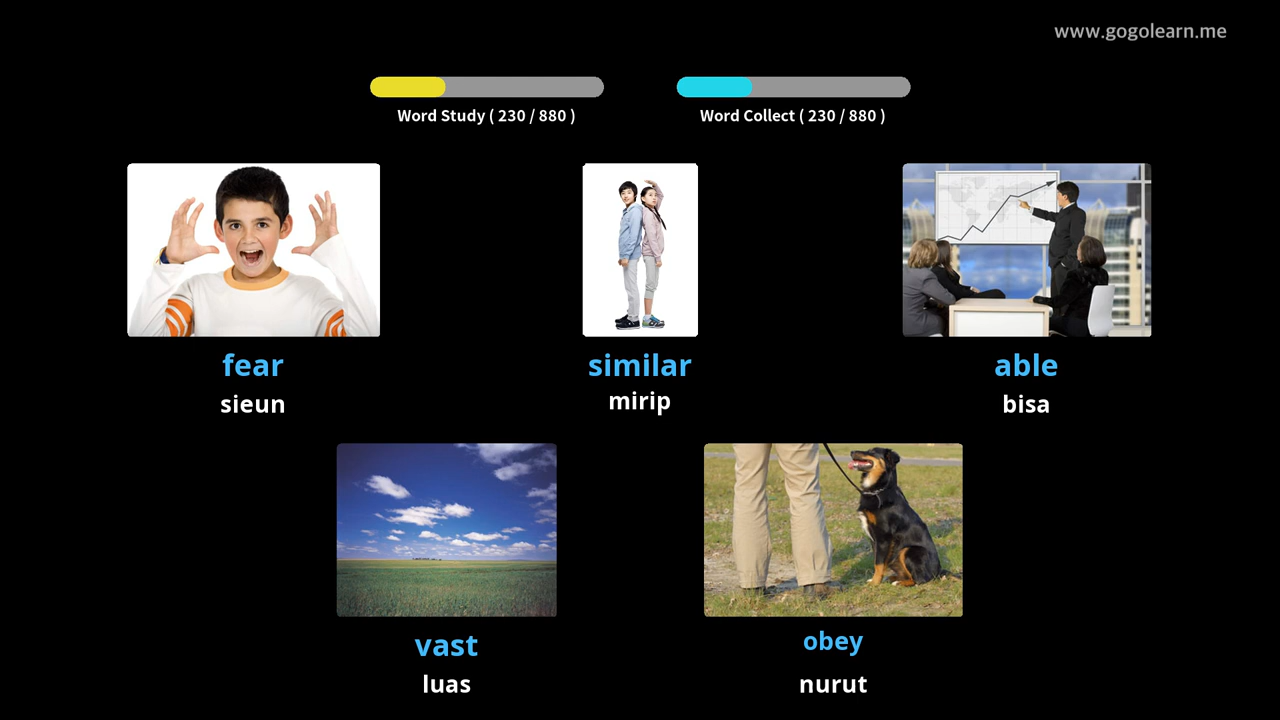 www.gogolearn.me
Word Study ( 230 / 880 )
Word Collect ( 230 / 880 )
fear
sieun
similar
mirip
able
bisa
vast
luas
obey
nurut